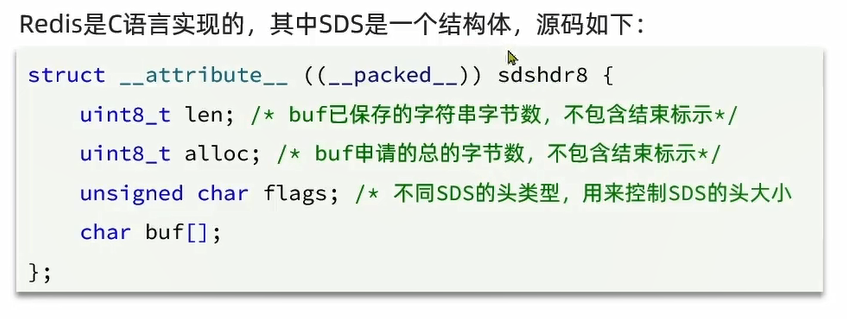 Redis是C语言实现的，其中SDS是一个结构体，源码如下：
struct __attribute__ ((__packed__)) sdshdr8 {
    uint8_t len; /* buf已保存的字符串字节数，不包含结束标示*/
    uint8_t alloc; /* buf申请的总的字节数，不包含结束标示*/
    unsigned char flags; /* 不同SDS的头类型，用来控制SDS的头大小
    char buf[];
};